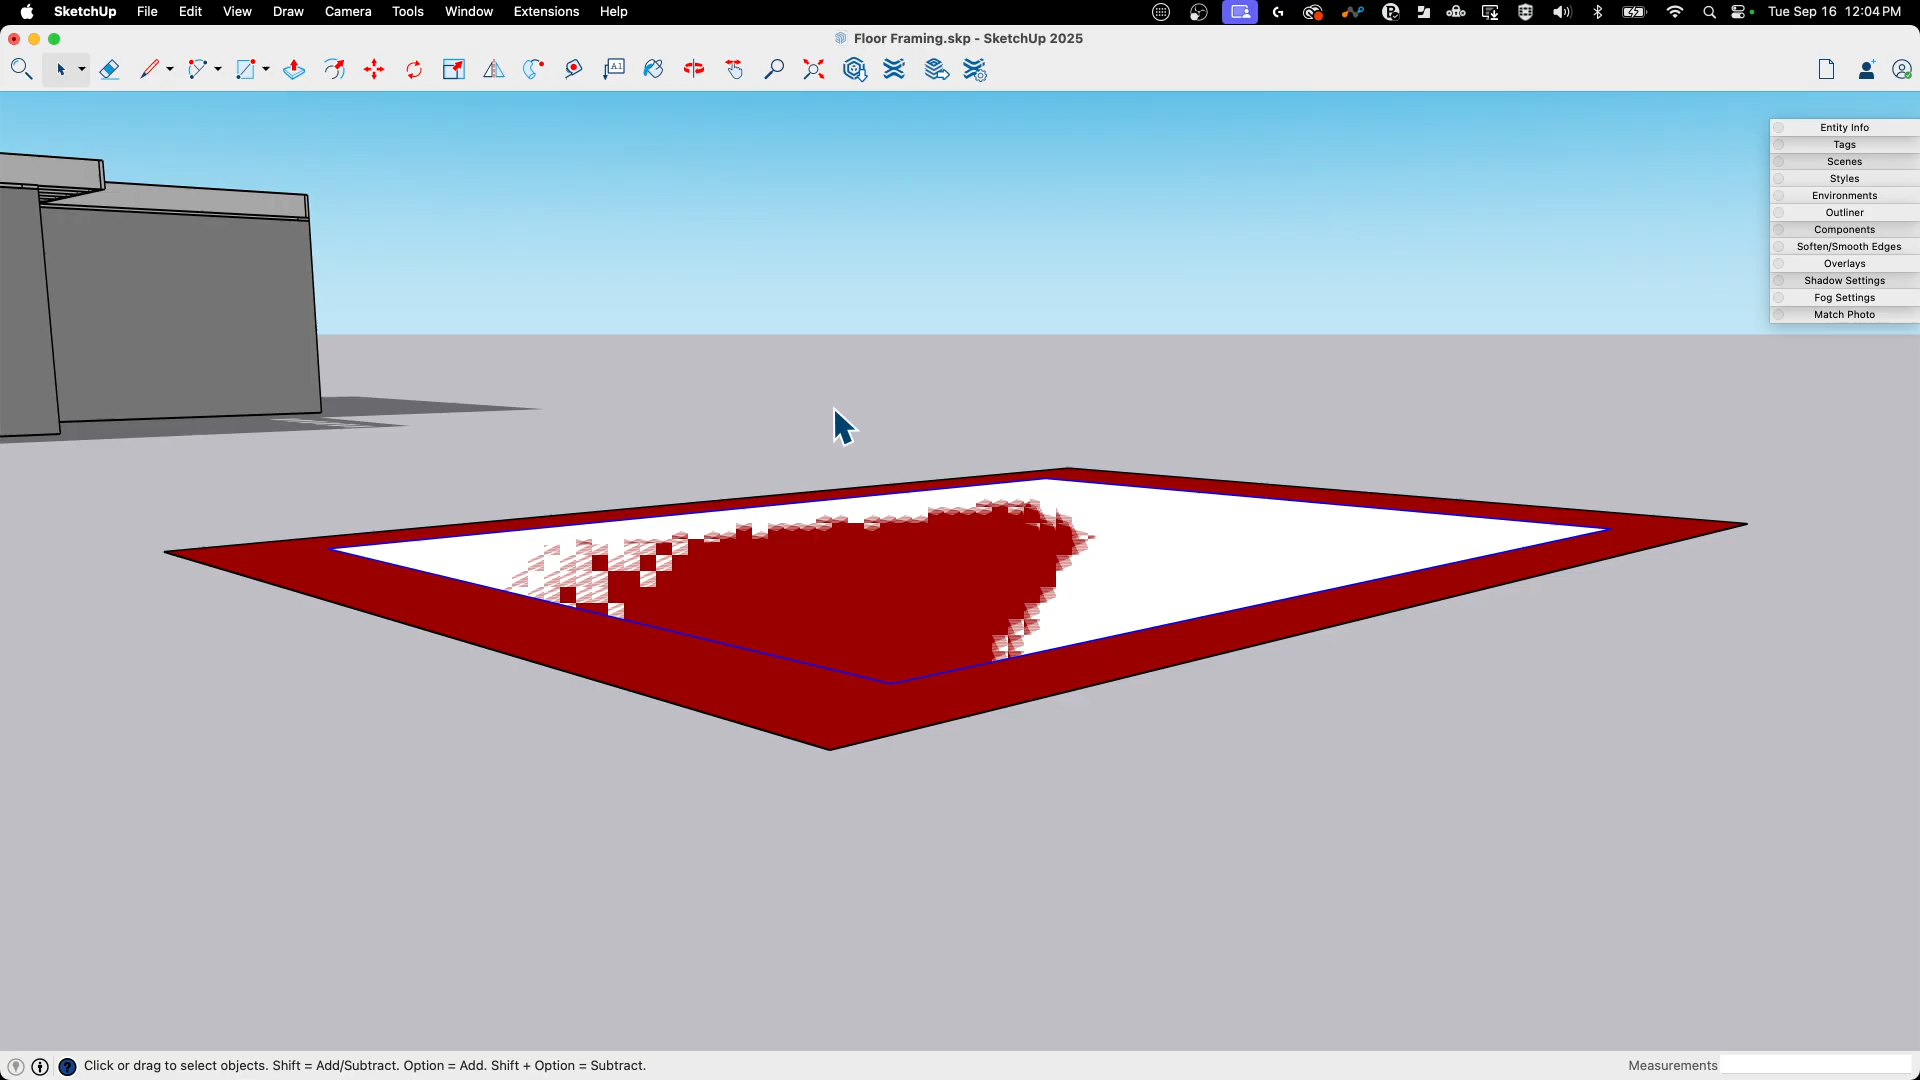 SketchUp File Edit View Draw Camera Tools Window Extensions Help Tue Sep 16 12:04 PM
Floor Framing.skp - SketchUp 2025
A1
Entity Info
Tags
Scenes
Styles
Environments
Outliner
Components
Soften/Smooth Edges
Overlays
Shadow Settings
Fog Settings
Match Photo
Click or drag to select objects. Shift = Add/Subtract. Option = Add. Shift + Option = Subtract. Measurements